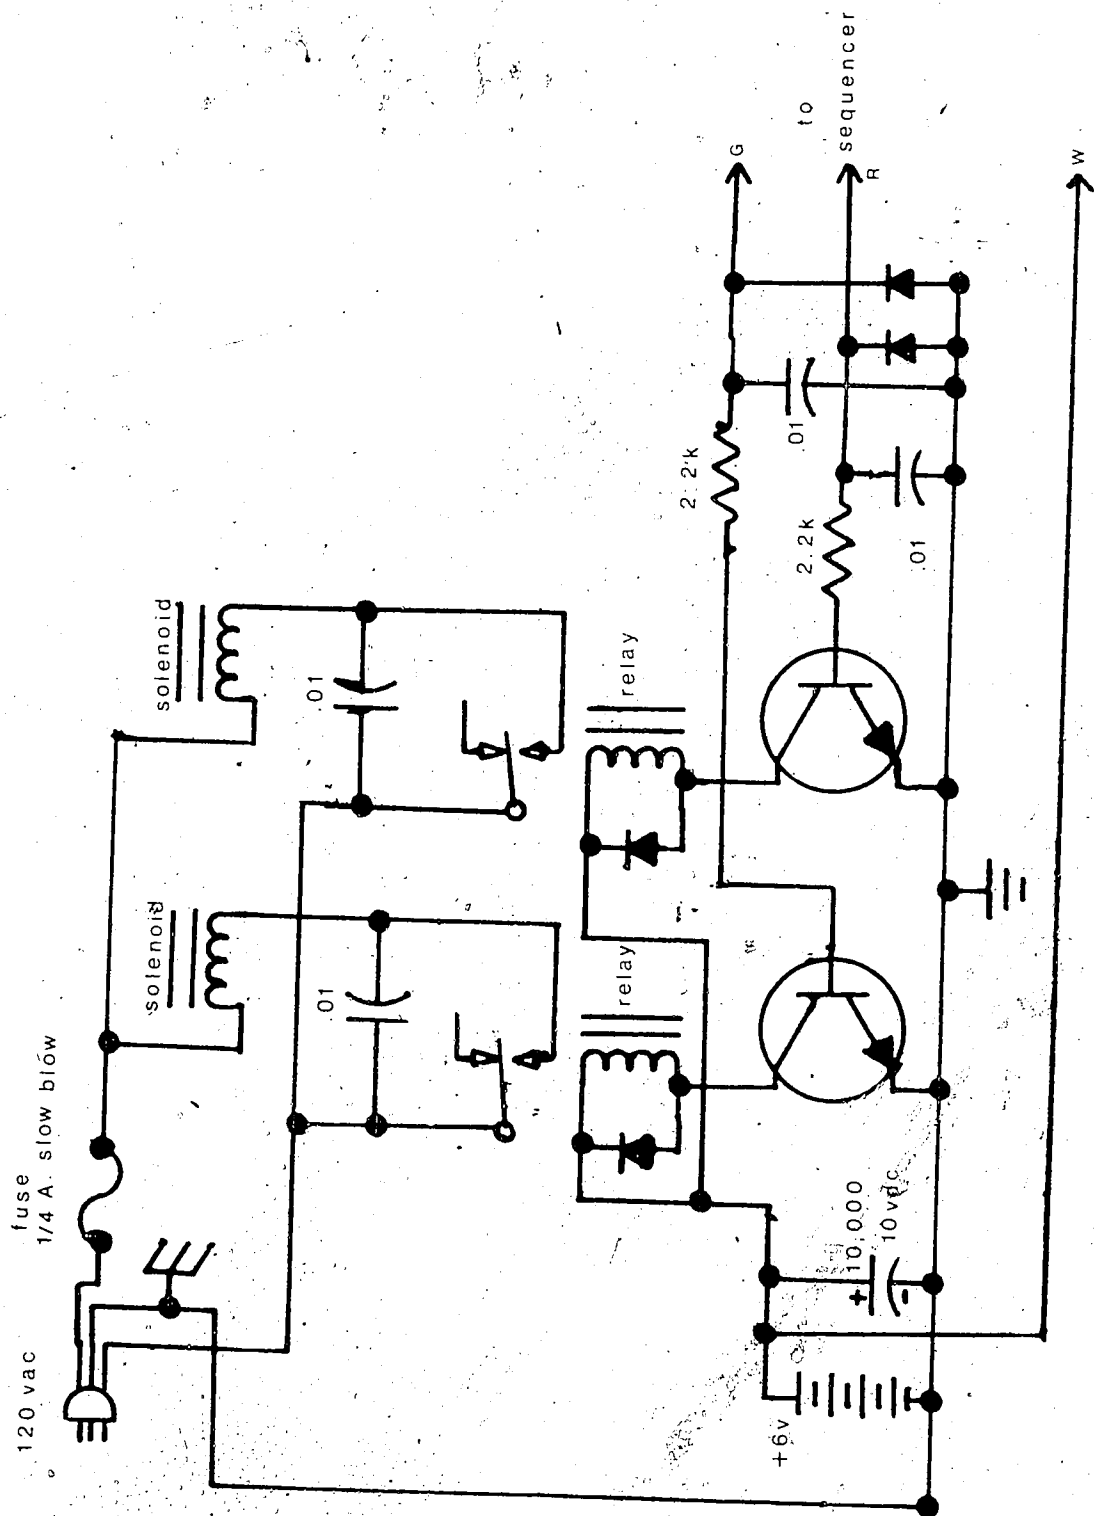 120 vac
fuse
1/4 A. slow blow
solenoid
solenoid
.01
.01
relay
relay
2.2k
2.2k
.01
.01
G
to
sequencer
R
W
+6v
+
10,000
10vdc
-